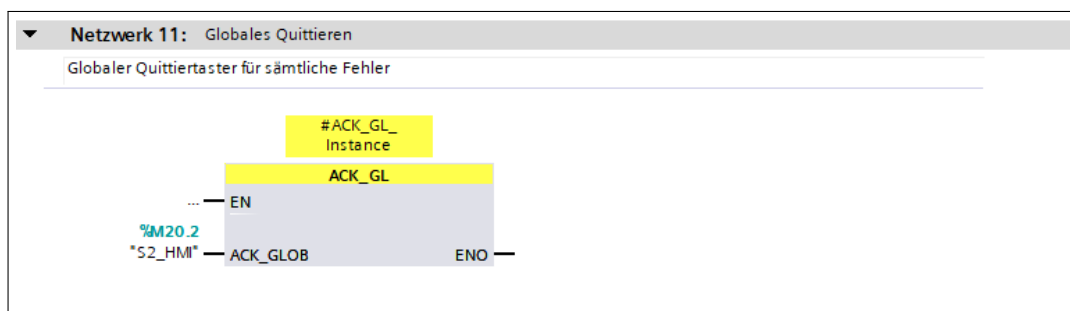 Netzwerk 11: Globales Quittieren
Globaler Quittiertaster für sämtliche Fehler
#ACK_GL_
Instance
ACK_GL
... EN
%M20.2
"S2_HMI" ACK_GLOB ENO